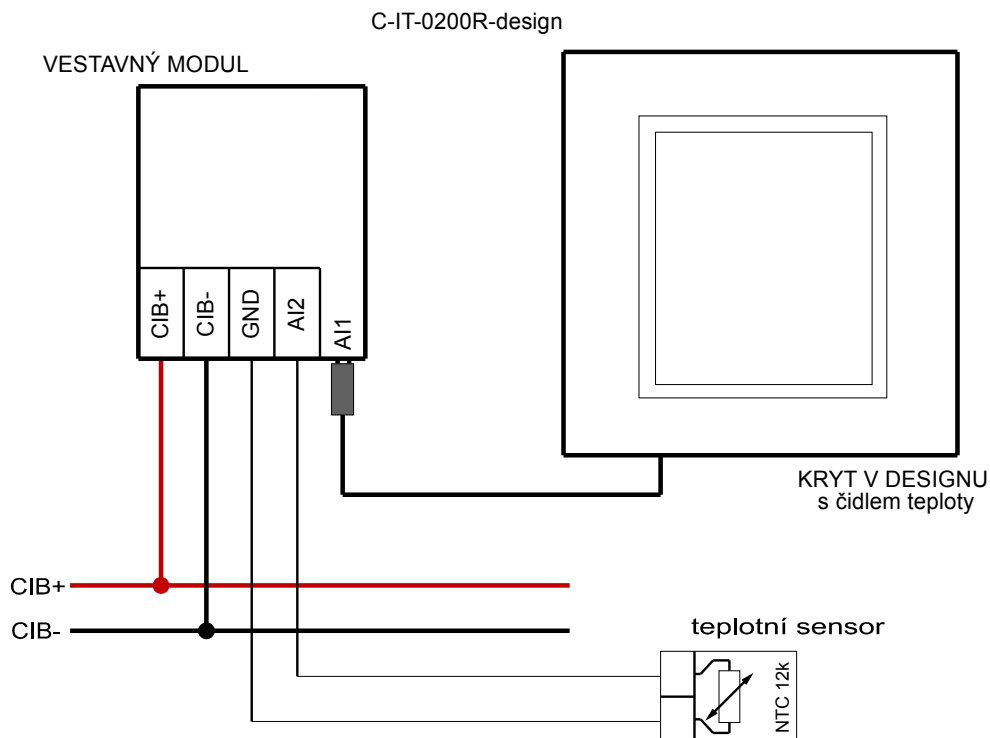 C-IT-0200R-design
VESTAVNÝ MODUL
CIB+
CIB-
GND
AI2
AI1
KRYT V DESIGNU
s čidlem teploty
CIB+
CIB-
teplotní sensor
NTC 12k